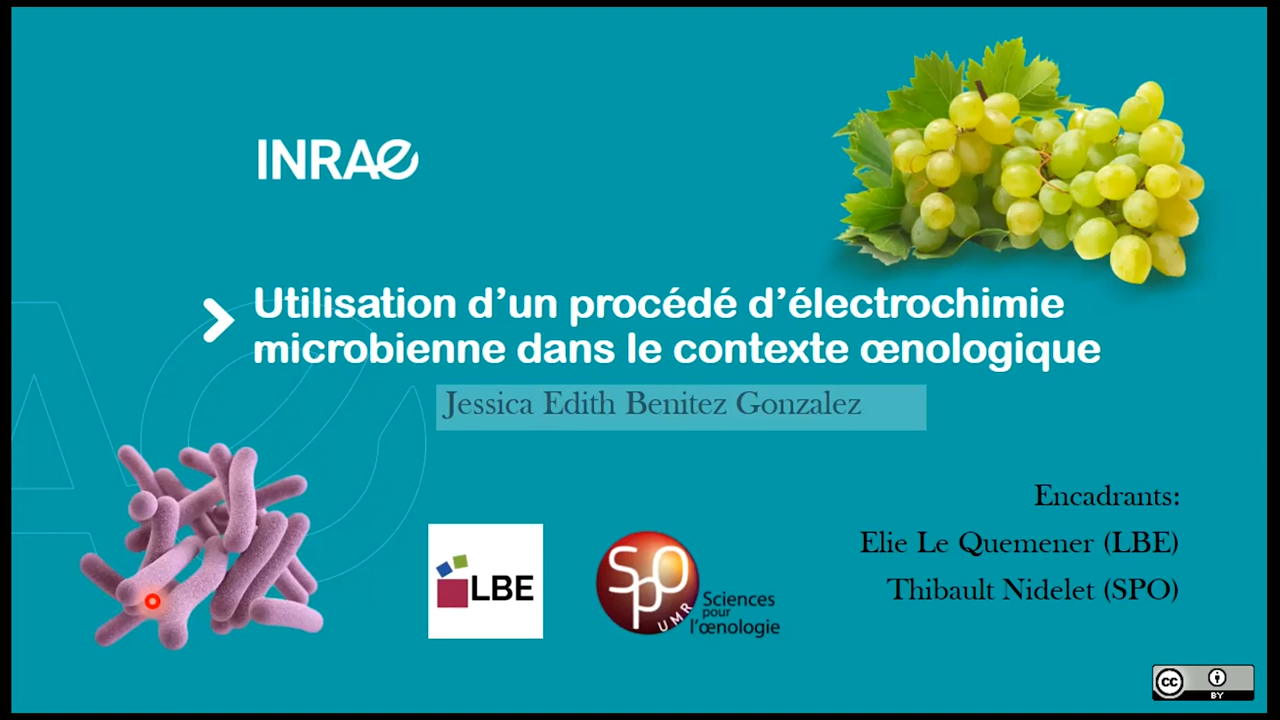 INRAE
Utilisation d’un procédé d’électrochimie
microbienne dans le contexte œnologique
Jessica Edith Benitez Gonzalez
Encadrants:
Elie Le Quemener (LBE)
Thibault Nidelet (SPO)
LBE
SPO
UMR
Sciences
pour
l’œnologie
cc
BY